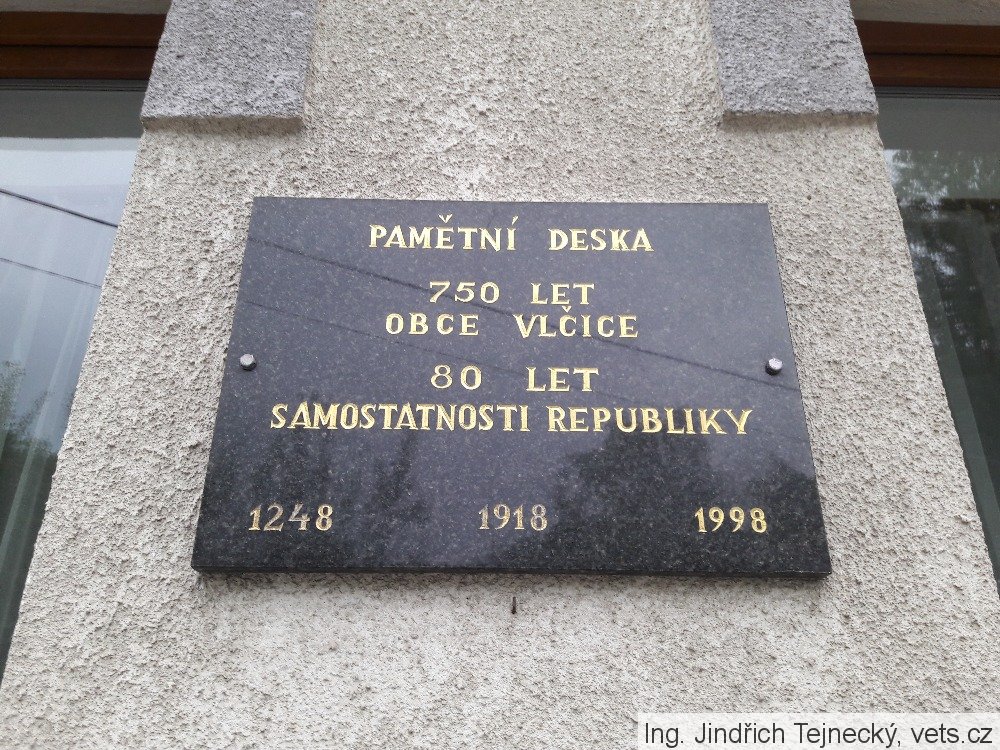 PAMĚTNÍ DESKA
750 LET
OBCE VLČICE
80 LET
SAMOSTATNOSTI REPUBLIKY
1248 1918 1998
Ing. Jindřich Tejnecký, vets.cz